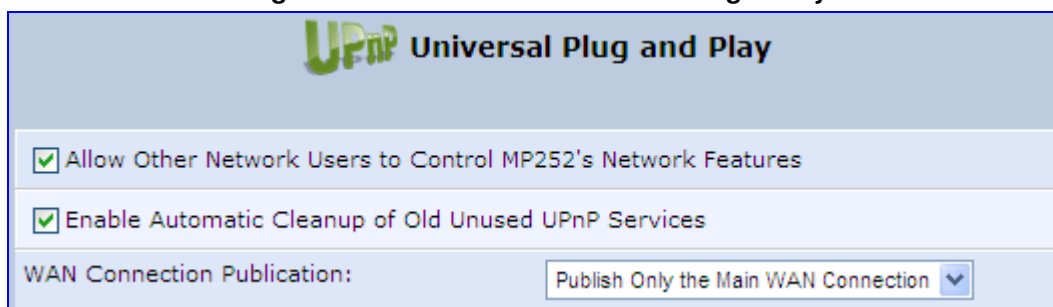 UPnP Universal Plug and Play
Allow Other Network Users to Control MP252's Network Features
Enable Automatic Cleanup of Old Unused UPnP Services
WAN Connection Publication: Publish Only the Main WAN Connection